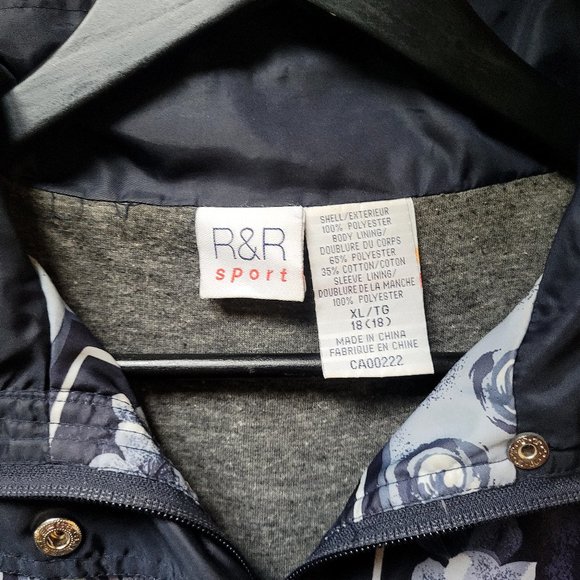 R&R
sport
SHELL/EXTERIEUR
100% POLYESTER
BODY LINING/
DOUBLURE DU CORPS
65% POLYESTER
35% COTTON/COTON
SLEEVE LINING/
DOUBLURE DE LA MANCHE
100% POLYESTER
XL/TG
18(18)
MADE IN CHINA
FABRIQUE EN CHINE
CA00222